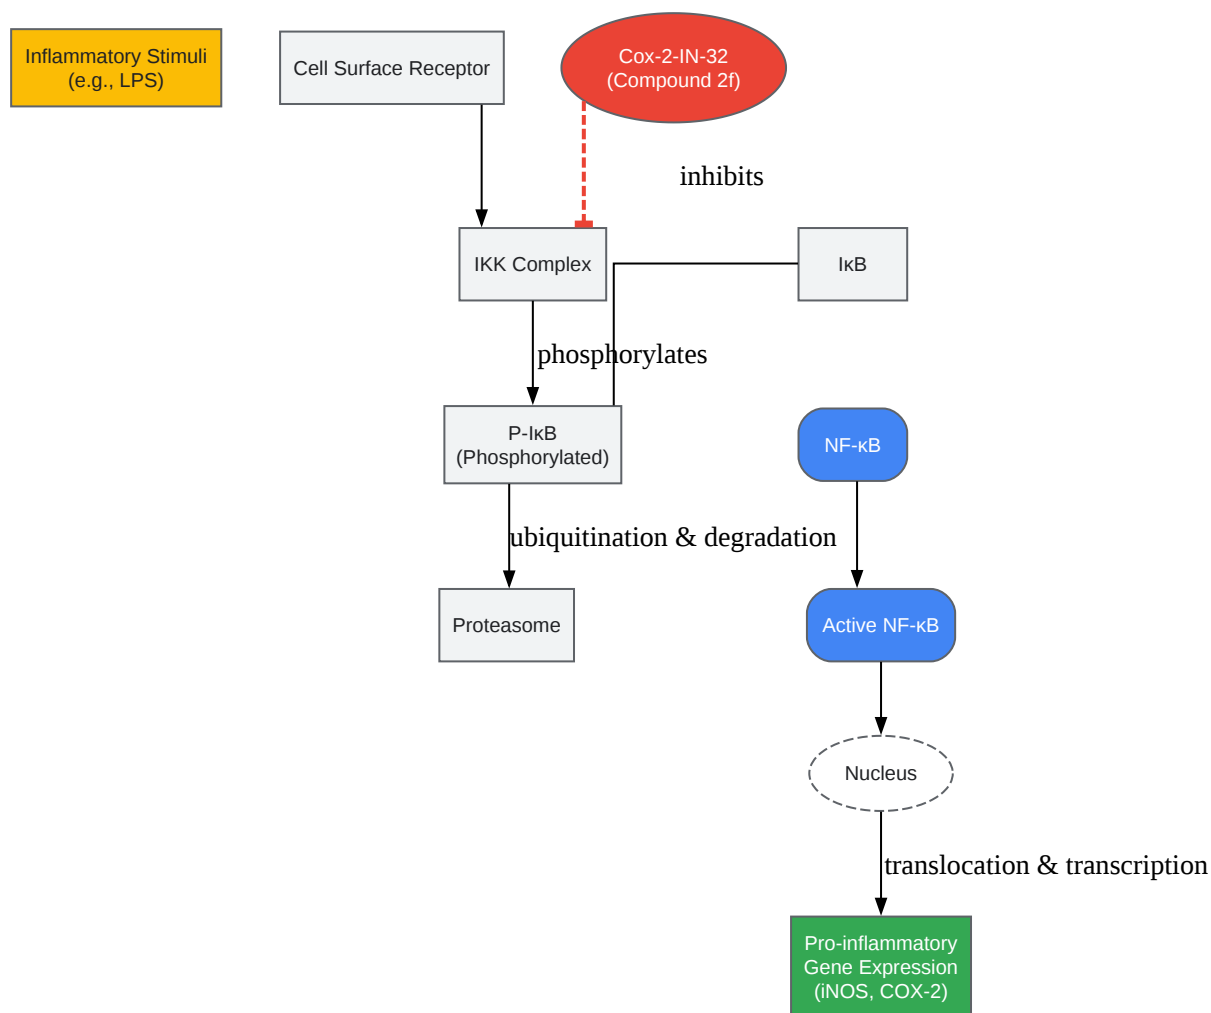 Inflammatory Stimuli
(e.g., LPS)
Cell Surface Receptor
Cox-2-IN-32
(Compound 2f)
inhibits
IKK Complex
IκB
phosphorylates
P-IκB
(Phosphorylated)
NF-κB
ubiquitination & degradation
Proteasome
Active NF-κB
Nucleus
translocation & transcription
Pro-inflammatory
Gene Expression
(iNOS, COX-2)